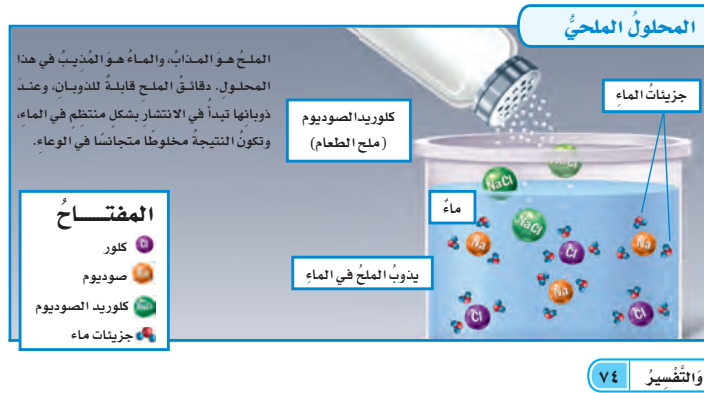 المحلولُ الملحيُّ
الملحُ هوَ المذابُ، والماءُ هوَ المُذيبُ في هذا
المحلولِ. دقائقُ الملحِ قابلةٌ للذوبانِ، وعندَ
ذوبانها تبدأُ في الانتشارِ بشكلٍ منتظمٍ في الماءِ،
وتكونُ النتيجةُ مخلوطًا متجانسًا في الوعاءِ.
كلوريدالصوديوم
(ملح الطعام)
جزيئاتُ الماءِ
NaCl
NaCl
NaCl
ماءٌ
Na
Cl
Na
يذوبُ الملحُ في الماءِ
Na
Cl
Cl
المفتـــاحُ
Cl كلور
Na صوديوم
NaCl كلوريد الصوديوم
جزيئات ماء
وَالتَّفْسِيرُ ٧٤